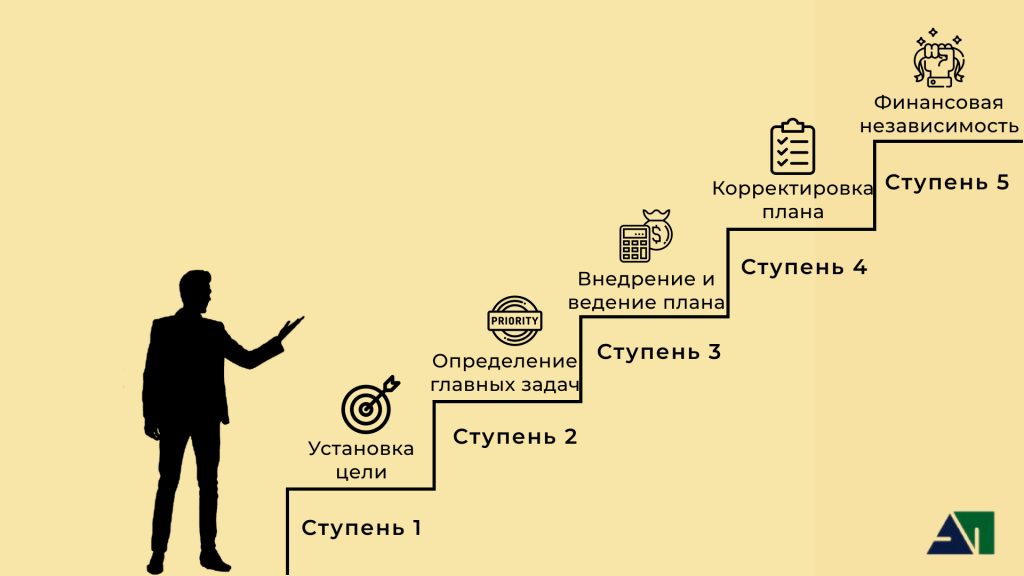 Финансовая
независимость
Ступень 5
Корректировка
плана
Ступень 4
Внедрение и
ведение плана
Ступень 3
PRIORITY
Определение
главных задач
Ступень 2
Установка
цели
Ступень 1
ЭП